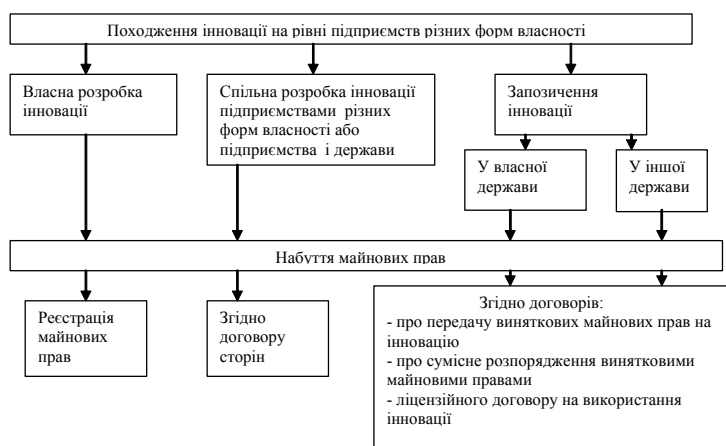 Походження інновації на рівні підприємств різних форм власності
Власна розробка
інновації
Спільна розробка інновації
підприємствами різних
форм власності або
підприємства і держави
Запозичення
інновації
У власної
держави
У іншої
держави
Набуття майнових прав
Реєстрація
майнових
прав
Згідно
договору
сторін
Згідно договорів:
- про передачу виняткових майнових прав на
інновацію
- про сумісне розпорядження винятковими
майновими правами
- ліцензійного договору на використання
інновації